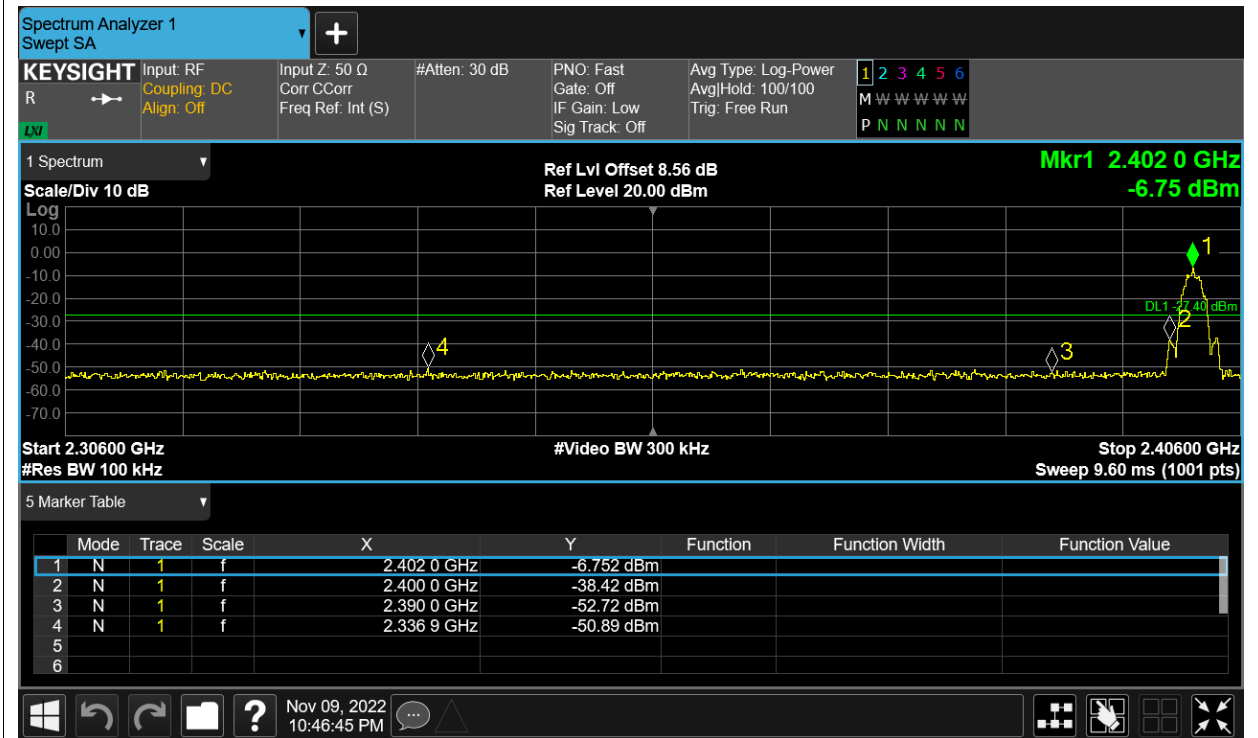 Spectrum Analyzer 1
Swept SA
KEYSIGHT
R
LXI
Input: RF
Coupling: DC
Align: Off
Input Z: 50 Ω
Corr CCorr
Freq Ref: Int (S)
#Atten: 30 dB
PNO: Fast
Gate: Off
IF Gain: Low
Sig Track: Off
Avg Type: Log-Power
Avg|Hold: 100/100
Trig: Free Run
1 2 3 4 5 6
M W W W W W
P N N N N N
1 Spectrum
Scale/Div 10 dB
Ref Lvl Offset 8.56 dB
Ref Level 20.00 dBm
Mkr1 2.402 0 GHz
-6.75 dBm
Log
10.0
0.00
-10.0
-20.0
-30.0
-40.0
-50.0
-60.0
-70.0
1
DL1 -27.40 dBm
2
3
4
Start 2.30600 GHz
#Video BW 300 kHz
Stop 2.40600 GHz
#Res BW 100 kHz
Sweep 9.60 ms (1001 pts)
5 Marker Table
Mode Trace Scale X Y Function Function Width Function Value
1 N 1 f 2.402 0 GHz -6.752 dBm
2 N 1 f 2.400 0 GHz -38.42 dBm
3 N 1 f 2.390 0 GHz -52.72 dBm
4 N 1 f 2.336 9 GHz -50.89 dBm
5
6
?
Nov 09, 2022
10:46:45 PM